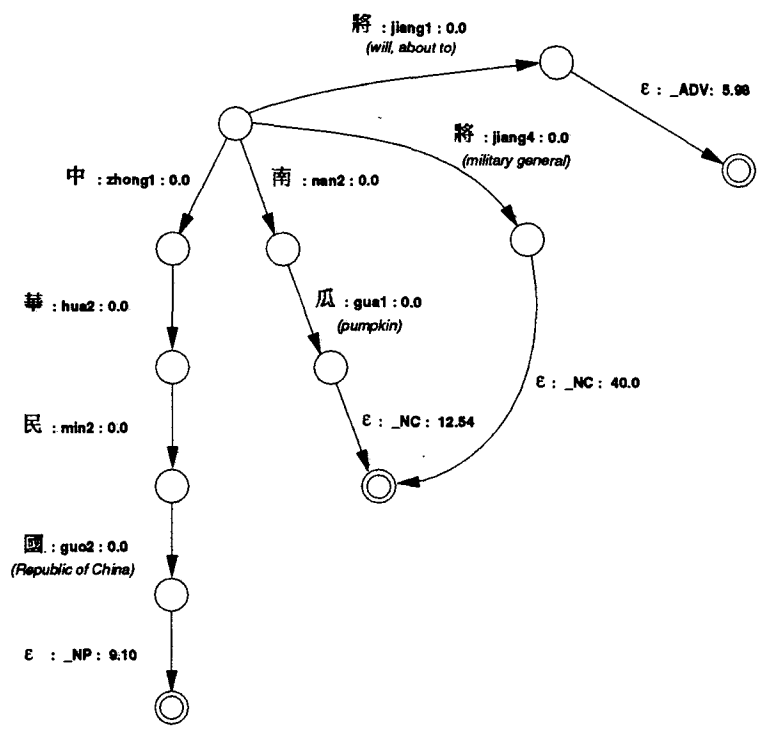 將 : jiang1 : 0.0
(will, about to)
ε : _ADV: 5.98
將 : jiang4 : 0.0
(military general)
中 : zhong1 : 0.0
南 : nan2 : 0.0
華 : hua2 : 0.0
瓜 : gua1 : 0.0
(pumpkin)
ε : _NC : 40.0
民 : min2 : 0.0
ε : _NC : 12.54
國 : guo2 : 0.0
(Republic of China)
ε : _NP : 9.10